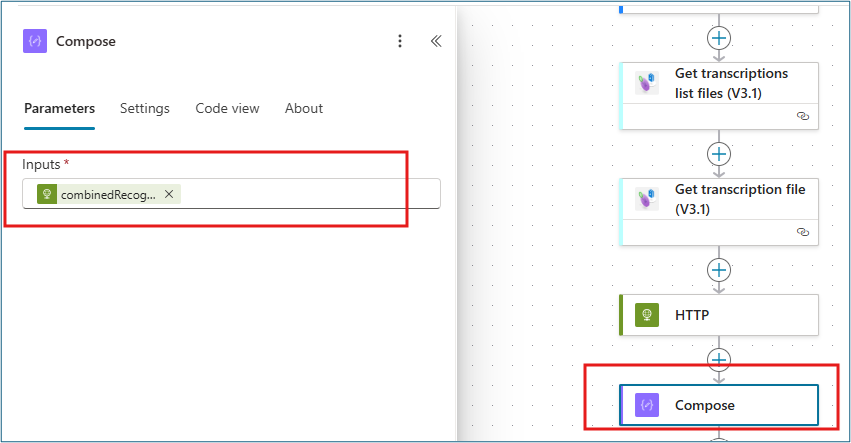 Compose
Parameters
Settings
Code view
About
Inputs *
combinedRecog...
Get transcriptions
list files (V3.1)
Get transcription file
(V3.1)
HTTP
Compose